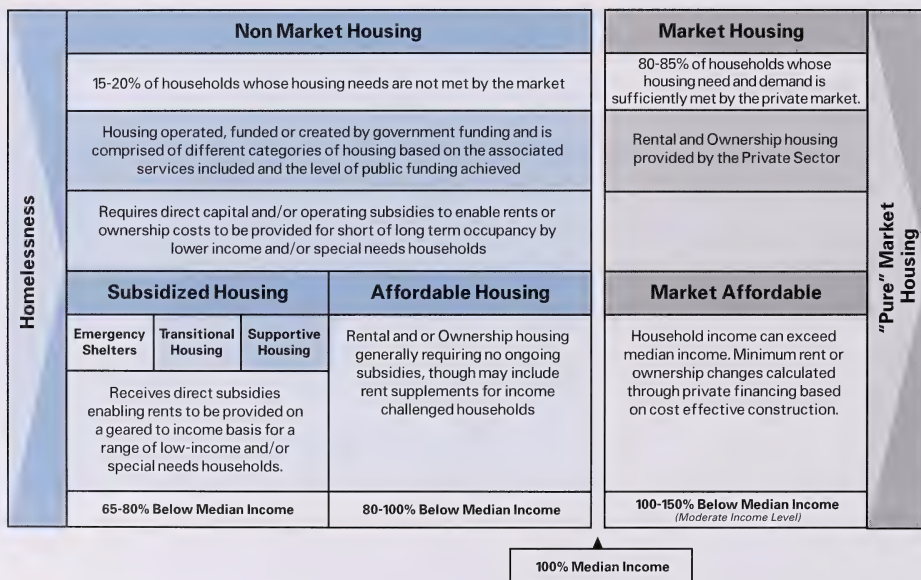 Homelessness
Non Market Housing
15-20% of households whose housing needs are not met by the market
Housing operated, funded or created by government funding and is
comprised of different categories of housing based on the associated
services included and the level of public funding achieved
Requires direct capital and/or operating subsidies to enable rents or
ownership costs to be provided for short of long term occupancy by
lower income and/or special needs households
Subsidized Housing
Emergency
Shelters
Transitional
Housing
Supportive
Housing
Receives direct subsidies
enabling rents to be provided on
a geared to income basis for a
range of low-income and/or
special needs households.
65-80% Below Median Income
Affordable Housing
Rental and or Ownership housing
generally requiring no ongoing
subsidies, though may include
rent supplements for income
challenged households
80-100% Below Median Income
Market Housing
80-85% of households whose
housing need and demand is
sufficiently met by the private market.
Rental and Ownership housing
provided by the Private Sector
Market Affordable
Household income can exceed
median income. Minimum rent or
ownership changes calculated
through private financing based
on cost effective construction.
100-150% Below Median Income
(Moderate Income Level)
"Pure" Market
Housing
100% Median Income